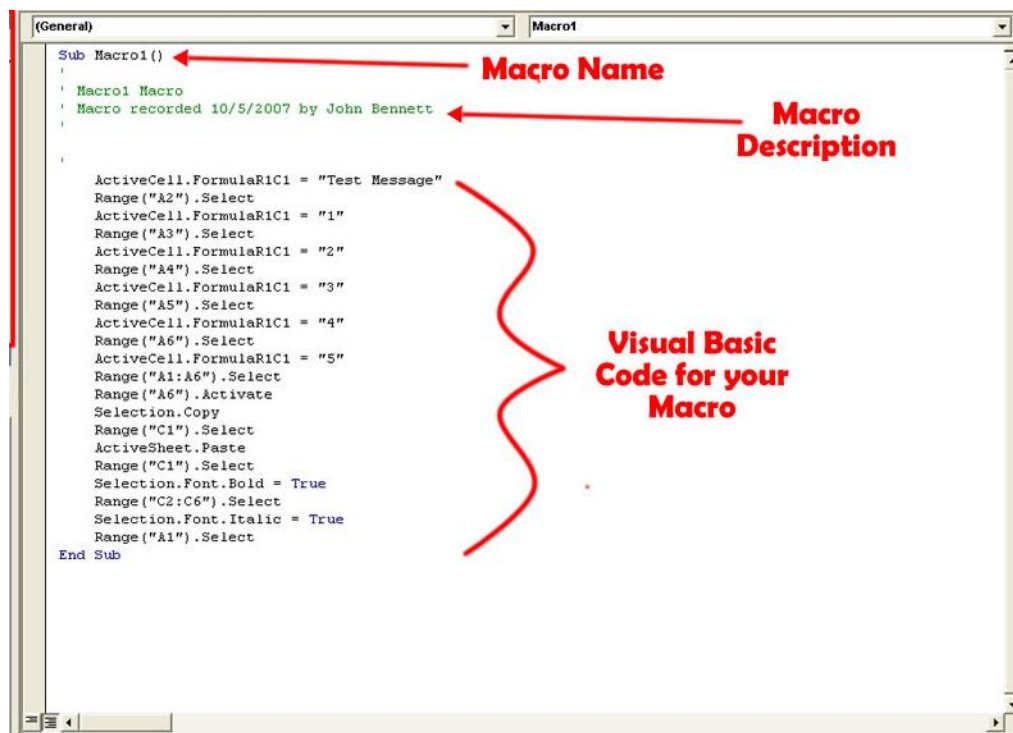 (General)
Macro1
Sub Macro1()
'
' Macro1 Macro
' Macro recorded 10/5/2007 by John Bennett
'
'
ActiveCell.FormulaR1C1 = "Test Message"
Range("A2").Select
ActiveCell.FormulaR1C1 = "1"
Range("A3").Select
ActiveCell.FormulaR1C1 = "2"
Range("A4").Select
ActiveCell.FormulaR1C1 = "3"
Range("A5").Select
ActiveCell.FormulaR1C1 = "4"
Range("A6").Select
ActiveCell.FormulaR1C1 = "5"
Range("A1:A6").Select
Range("A6").Activate
Selection.Copy
Range("C1").Select
ActiveSheet.Paste
Range("C1").Select
Selection.Font.Bold = True
Range("C2:C6").Select
Selection.Font.Italic = True
Range("A1").Select
End Sub
Macro Name
Macro
Description
Visual Basic
Code for your
Macro